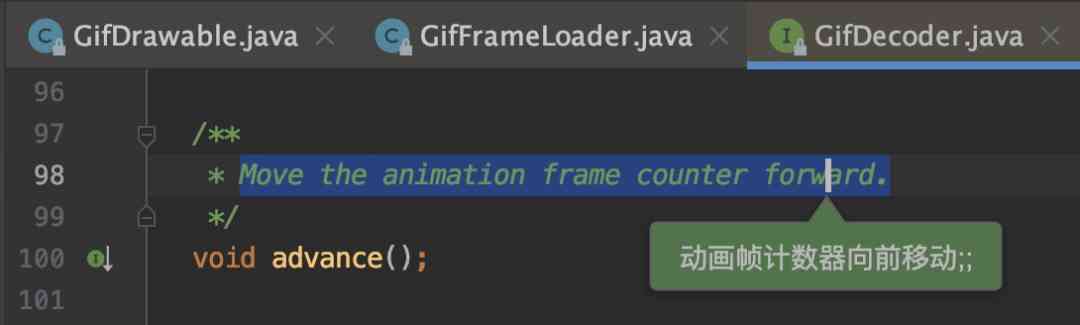 GifDrawable.java GifFrameLoader.java GifDecoder.java
96
97 /**
98 * Move the animation frame counter forward.
99 */
100 void advance();
101
动画帧计数器向前移动;;